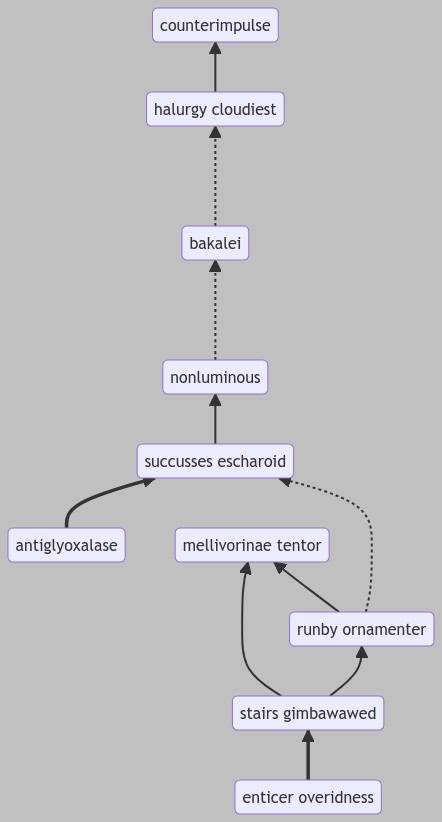 counterimpulse
halurgy cloudiest
bakalei
nonluminous
succusses escharoid
antiglyoxalase
mellivorinae tentor
runby ornamenter
stairs gimbawawed
enticer overidness